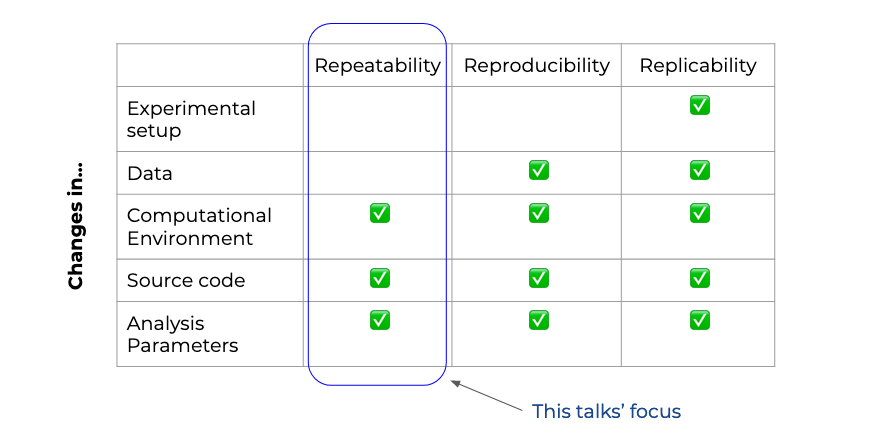 Repeatability Reproducibility Replicability
Experimental
setup ✅
Data ✅ ✅
Computational
Environment ✅ ✅ ✅
Source code ✅ ✅ ✅
Analysis
Parameters ✅ ✅ ✅
Changes in...
This talks’ focus